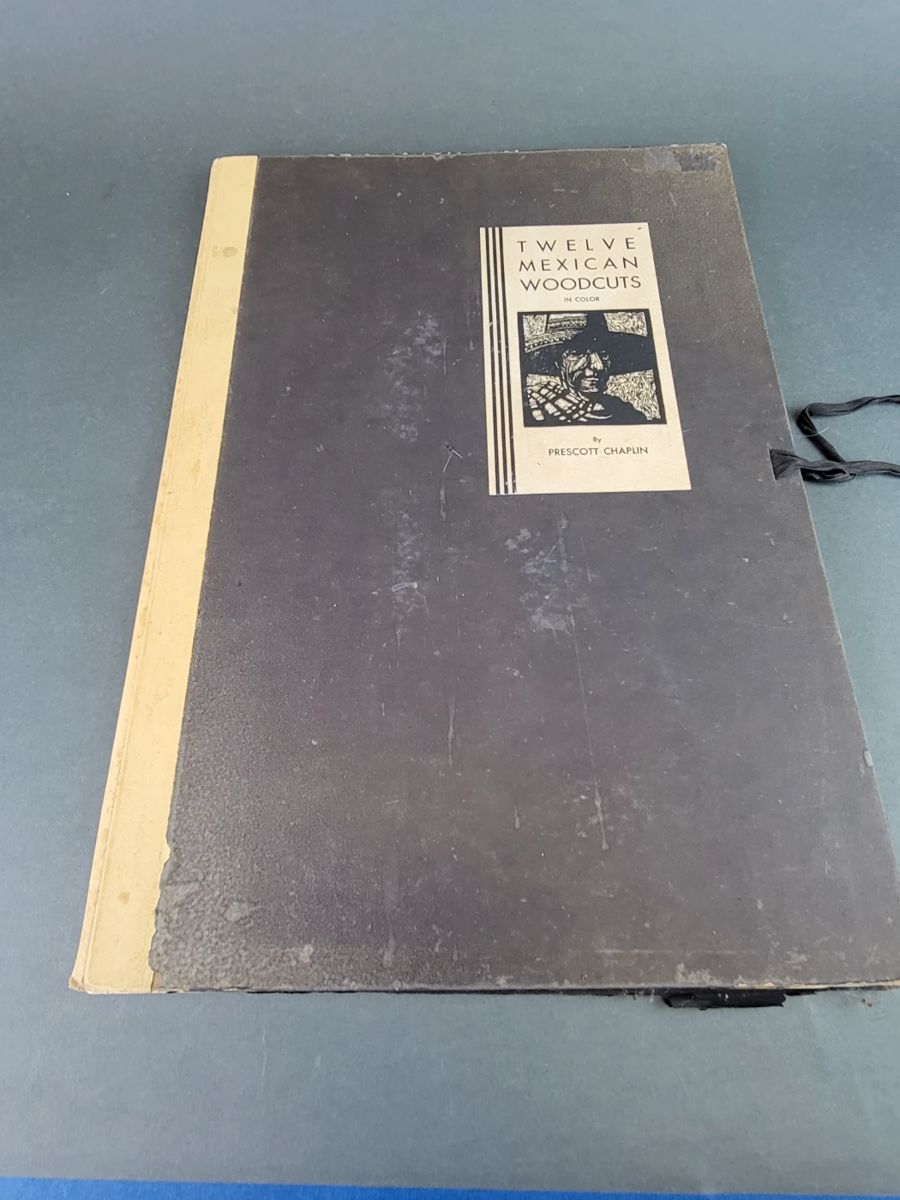 TWELVE
MEXICAN
WOODCUTS
IN COLOR
By
PRESCOTT CHAPLIN